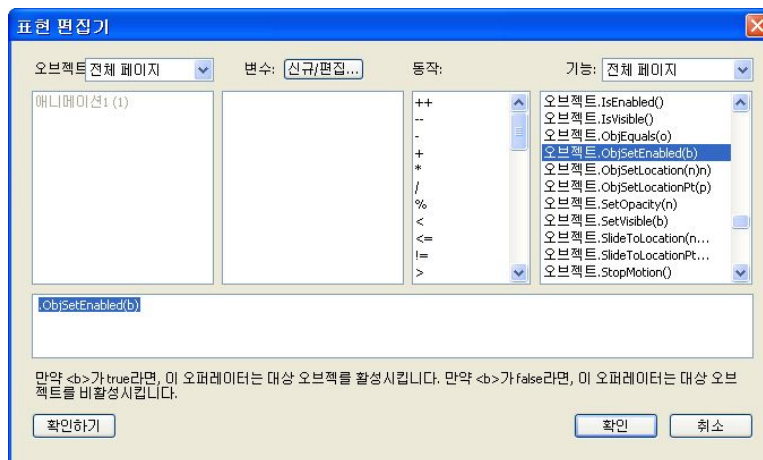 표현 편집기
오브젝트 전체 페이지 변수: 신규/편집... 동작: 기능: 전체 페이지
애니메이션1 (1)
++
--
-
+
*
/
%
<
<=
!=
>
오브젝트.IsEnabled()
오브젝트.IsVisible()
오브젝트.ObjEquals(o)
오브젝트.ObjSetEnabled(b)
오브젝트.ObjSetLocation(n)n)
오브젝트.ObjSetLocationPt(p)
오브젝트.SetOpacity(n)
오브젝트.SetVisible(b)
오브젝트.SlideToLocation(n...
오브젝트.SlideToLocationPt...
오브젝트.StopMotion()
.ObjSetEnabled(b)
만약 <b>가 true라면, 이 오퍼레이터는 대상 오브젝를 활성시킵니다. 만약 <b>가 false라면, 이 오퍼레이터는 대상 오브
젝트를 비활성시킵니다.
확인하기 확인 취소